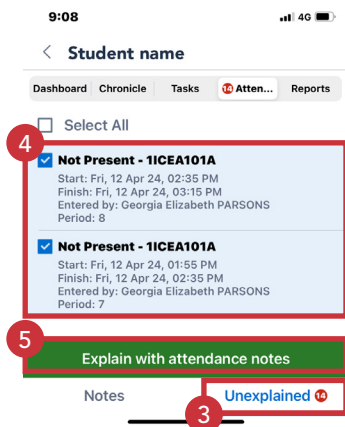 9:08 4G
Student name
Dashboard Chronicle Tasks 14 Atten... Reports
Select All
4
Not Present - 1ICEA101A
Start: Fri, 12 Apr 24, 02:35 PM
Finish: Fri, 12 Apr 24, 03:15 PM
Entered by: Georgia Elizabeth PARSONS
Period: 8
Not Present - 1ICEA101A
Start: Fri, 12 Apr 24, 01:55 PM
Finish: Fri, 12 Apr 24, 02:35 PM
Entered by: Georgia Elizabeth PARSONS
Period: 7
5
Explain with attendance notes
Notes Unexplained 14
3